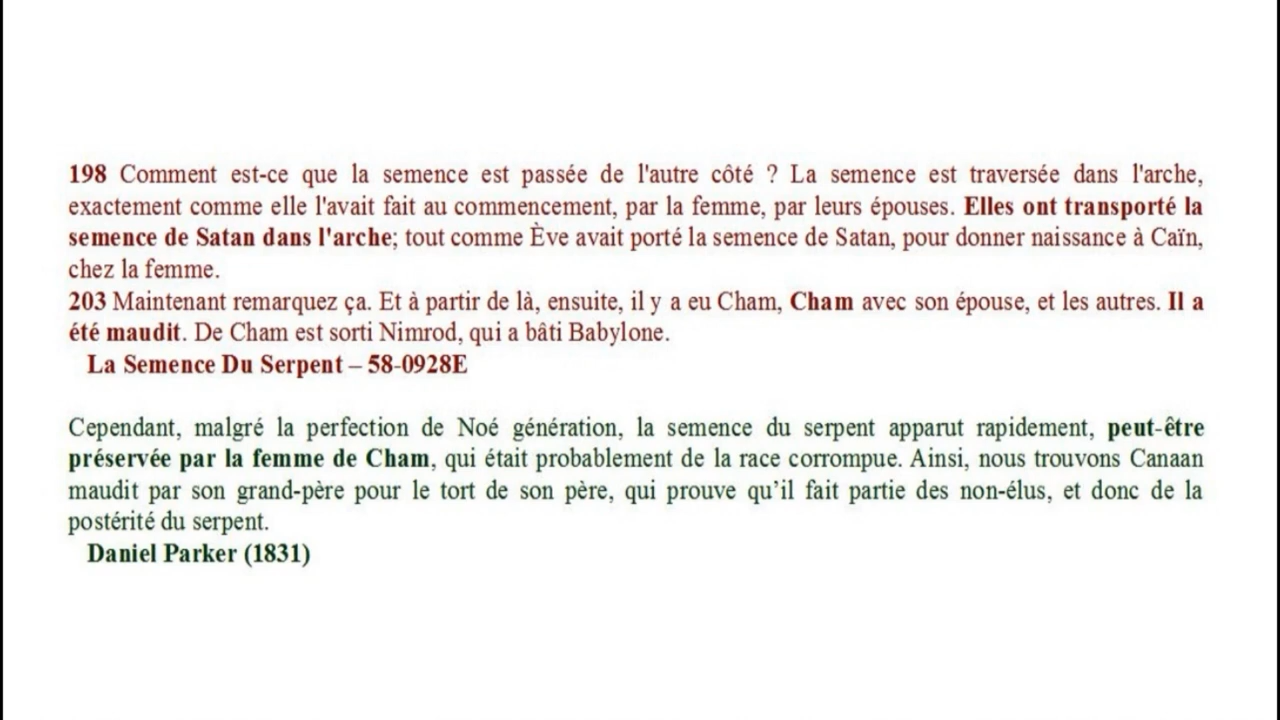 198 Comment est-ce que la semence est passée de l'autre côté ? La semence est traversée dans l'arche,
exactement comme elle l'avait fait au commencement, par la femme, par leurs épouses. Elles ont transporté la
semence de Satan dans l'arche; tout comme Ève avait porté la semence de Satan, pour donner naissance à Caïn,
chez la femme.
203 Maintenant remarquez ça. Et à partir de là, ensuite, il y a eu Cham, Cham avec son épouse, et les autres. Il a
été maudit. De Cham est sorti Nimrod, qui a bâti Babylone.
La Semence Du Serpent – 58-0928E
Cependant, malgré la perfection de Noé génération, la semence du serpent apparut rapidement, peut-être
préservée par la femme de Cham, qui était probablement de la race corrompue. Ainsi, nous trouvons Canaan
maudit par son grand-père pour le tort de son père, qui prouve qu’il fait partie des non-élus, et donc de la
postérité du serpent.
Daniel Parker (1831)